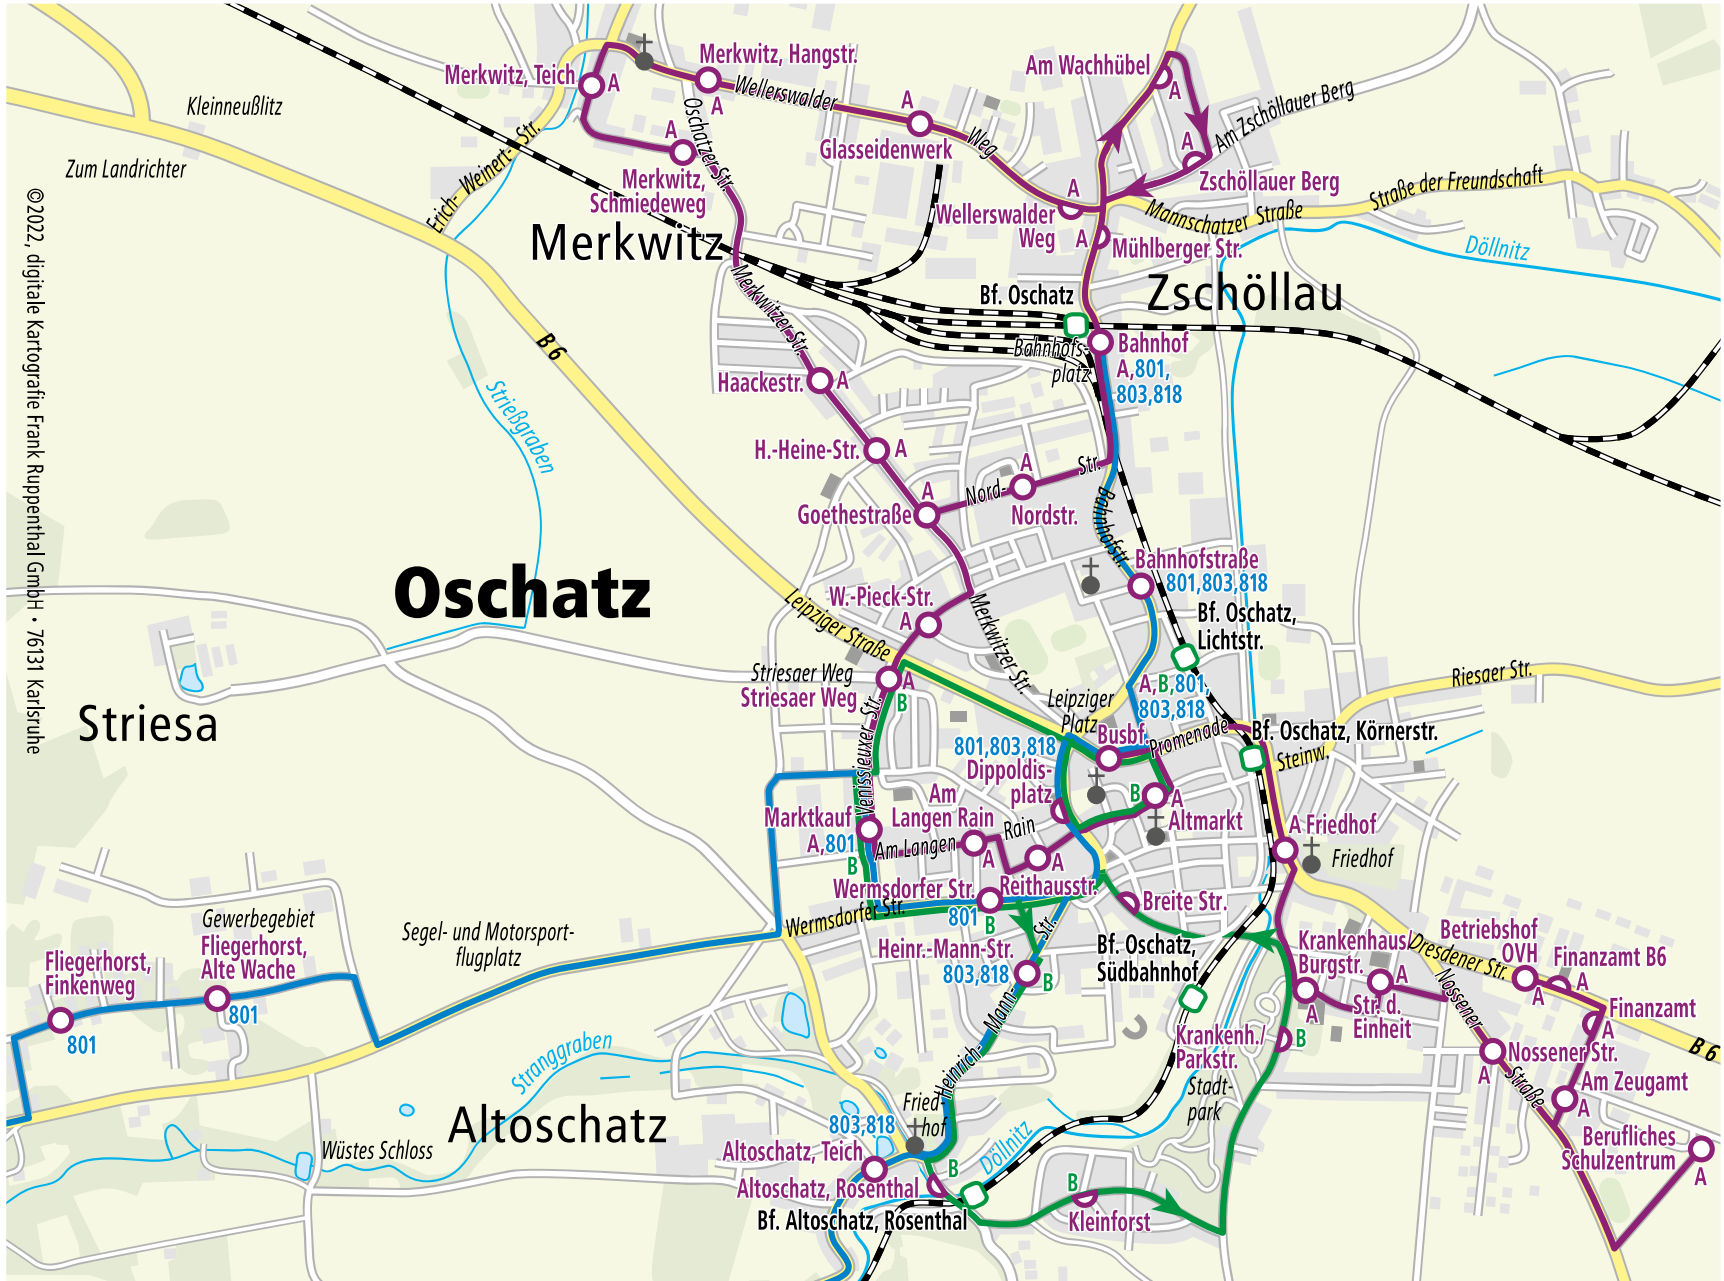 Merkwitz, Teich
A
Merkwitz, Hangstr.
A
Wellerswalder
Weg
Kleinneußlitz
Zum Landrichter
Erich-
Weinert-
Str.
Oschatzer Str.
A
Merkwitz,
Schmiedeweg
A
Glasseidenwerk
Am Wachhübel
A
Am Zschöllauer Berg
A
Zschöllauer Berg
A
Wellerswalder
Weg
A
Mühlberger Str.
Mannschatzer Straße
Straße der Freundschaft
Döllnitz
Merkwitz
Zschöllau
Bf. Oschatz
Bahnhofs-
platz
Bahnhof
A,801,
803,818
B 6
Merkwitzer Str.
Strießgraben
Haackestr.
A
H.-Heine-Str.
A
A
Goethestraße
Nord-
Str.
A
Nordstr.
Bahnhofstr.
Bahnhofstraße
801,803,818
Bf. Oschatz,
Lichtstr.
Oschatz
Leipziger Straße
W.-Pieck-Str.
A
Merkwitzer Str.
Striesaer Weg
Striesaer Weg
A
B
Leipziger
Platz
A,B,801,
803,818
Busbf.
Promenade
Riesaer Str.
Bf. Oschatz, Körnerstr.
Steinw.
Striesa
Venissieuxer Str.
801,803,818
Dippoldis-
platz
B
A
Altmarkt
Marktkauf
A,801
B
Am
Langen Rain
Am Langen
Rain
A
A
Reithausstr.
Wermsdorfer Str.
801
B
Wermsdorfer Str.
A Friedhof
Friedhof
Breite Str.
Heinr.-Mann-Str.
803,818
B
Heinrich-
Mann-
Str.
Bf. Oschatz,
Südbahnhof
Krankenhaus/
Burgstr.
A
A
Str. d.
Einheit
Dresdener Str.
Betriebshof
OVH
A
Finanzamt B6
A
Finanzamt
A
B 6
Nossener
Straße
Nossener Str.
A
Am Zeugamt
A
Berufliches
Schulzentrum
A
Krankenh./
Parkstr.
B
Stadt-
park
Gewerbegebiet
Fliegerhorst,
Finkenweg
801
Fliegerhorst,
Alte Wache
801
Segel- und Motorsport-
flugplatz
Stranggraben
Altoschatz
Wüstes Schloss
Fried-
hof
803,818
Altoschatz, Teich
Altoschatz, Rosenthal
B
Bf. Altoschatz, Rosenthal
Döllnitz
B
Kleinforst
©2022, digitale Kartografie Frank Ruppenthal GmbH • 76131 Karlsruhe